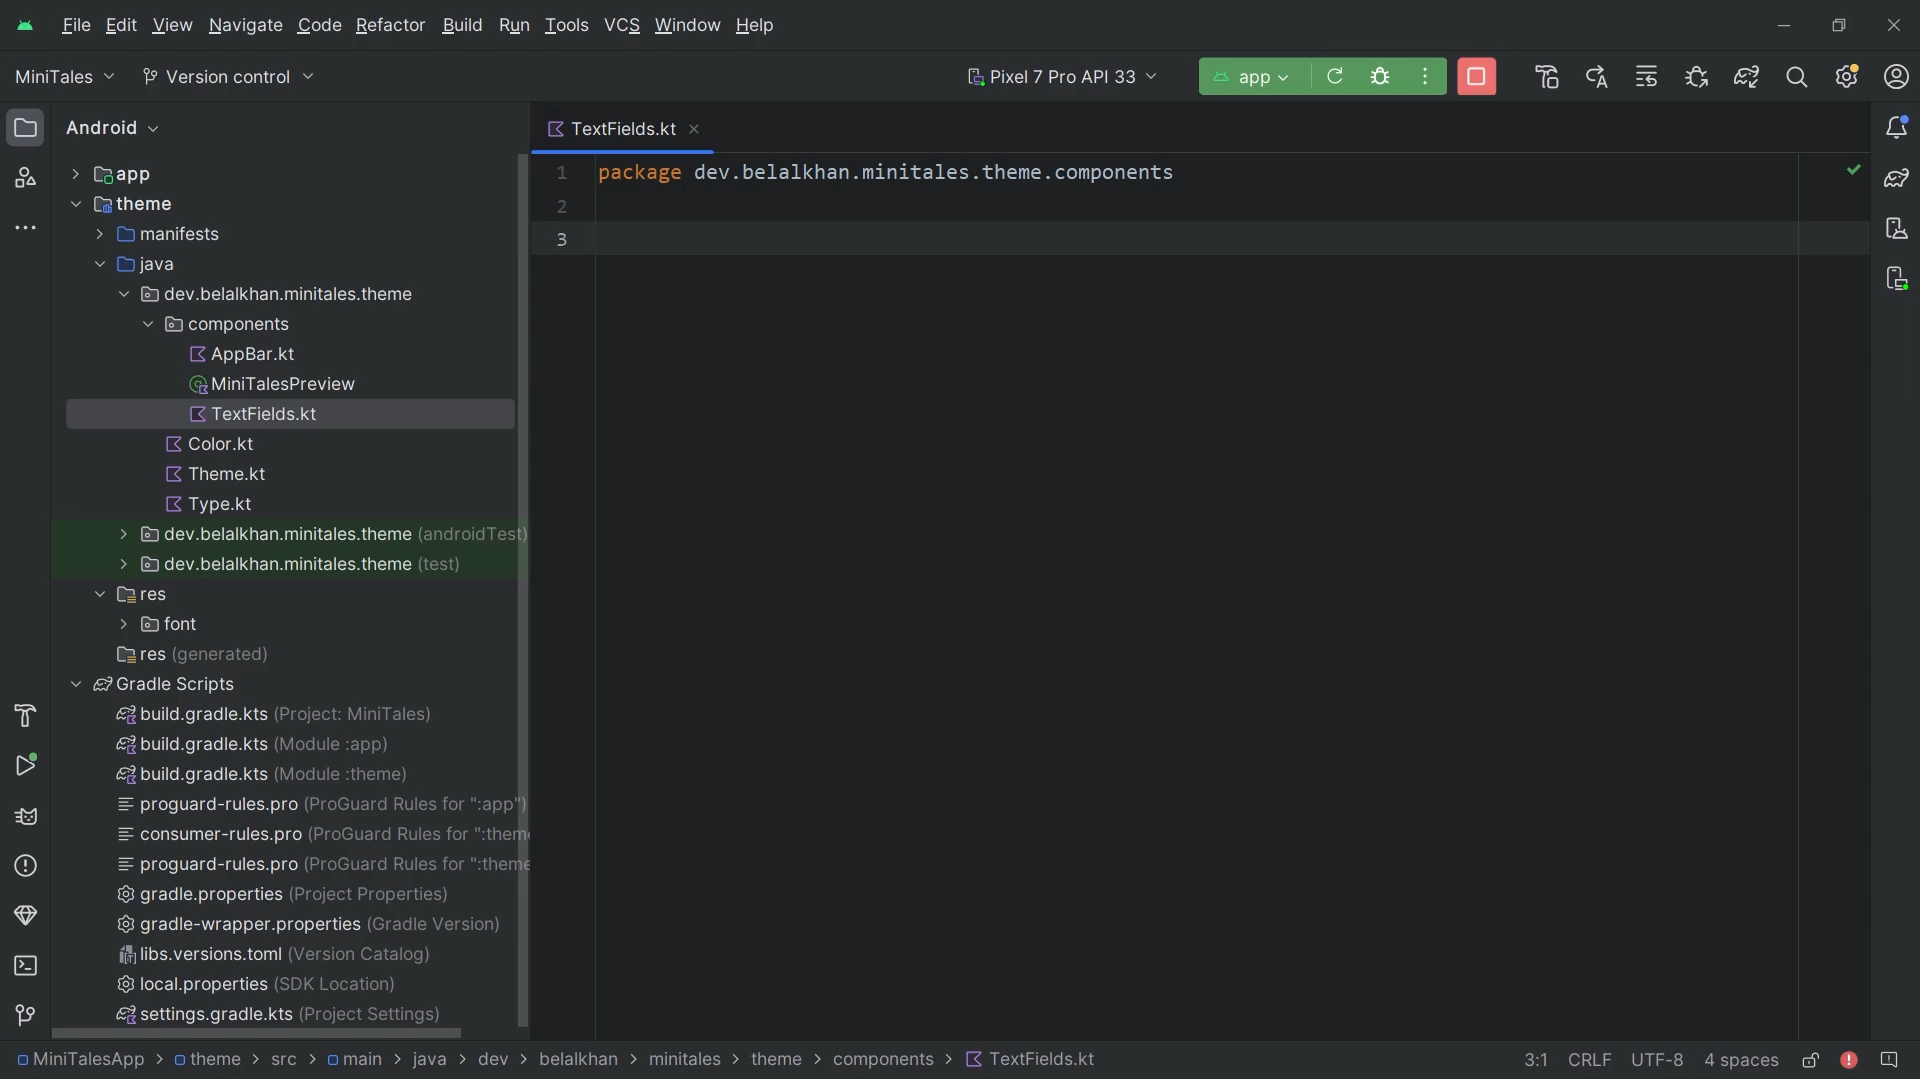 File Edit View Navigate Code Refactor Build Run Tools VCS Window Help
MiniTales Version control Pixel 7 Pro API 33 app
Android
TextFields.kt
app
theme
manifests
java
dev.belalkhan.minitales.theme
components
AppBar.kt
MiniTalesPreview
TextFields.kt
Color.kt
Theme.kt
Type.kt
dev.belalkhan.minitales.theme (androidTest)
dev.belalkhan.minitales.theme (test)
res
font
res (generated)
Gradle Scripts
build.gradle.kts (Project: MiniTales)
build.gradle.kts (Module :app)
build.gradle.kts (Module :theme)
proguard-rules.pro (ProGuard Rules for ":app")
consumer-rules.pro (ProGuard Rules for ":theme
proguard-rules.pro (ProGuard Rules for ":theme
gradle.properties (Project Properties)
gradle-wrapper.properties (Gradle Version)
libs.versions.toml (Version Catalog)
local.properties (SDK Location)
settings.gradle.kts (Project Settings)
1 package dev.belalkhan.minitales.theme.components
2
3
MiniTalesApp > theme > src > main > java > dev > belalkhan > minitales > theme > components > TextFields.kt
3:1 CRLF UTF-8 4 spaces